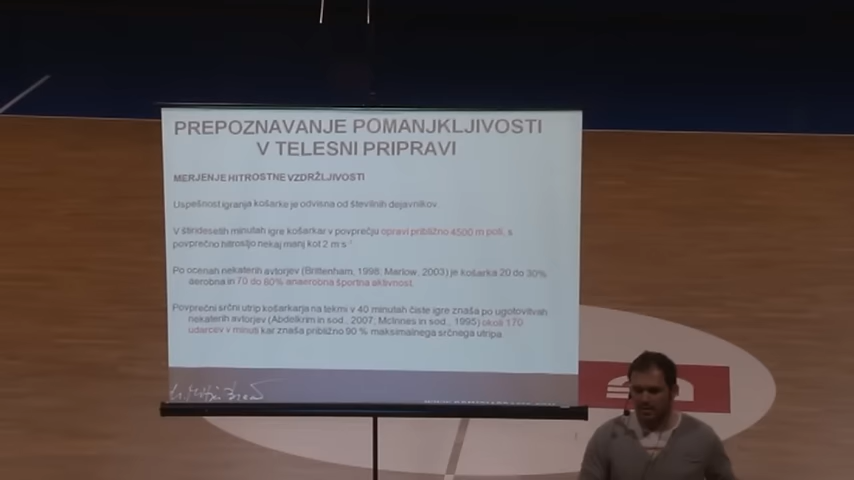 PREPOZNAVANJE POMANJKLJIVOSTI
V TELESNI PRIPRAVI
MERJENJE HITROSTNE VZDRŽLJIVOSTI
Uspešnost igranja košarke je odvisna od številnih dejavnikov.
V štiridesetih minutah igre košarkar v povprečju opravi približno 4500 m poti, s
povprečno hitrostjo nekaj manj kot 2 m s-1
Po ocenah nekaterih avtorjev (Brittenham, 1998; Marlow, 2003) je košarka 20 do 30%
aerobna in 70 do 80% anaerobna športna aktivnost.
Povprečni srčni utrip košarkarja na tekmi v 40 minutah čiste igre znaša po ugotovitvah
nekaterih avtorjev (Abdelkrim in sod., 2007; McInnes in sod., 1995) okoli 170
udarcev v minuti kar znaša približno 90 % maksimalnega srčnega utripa.